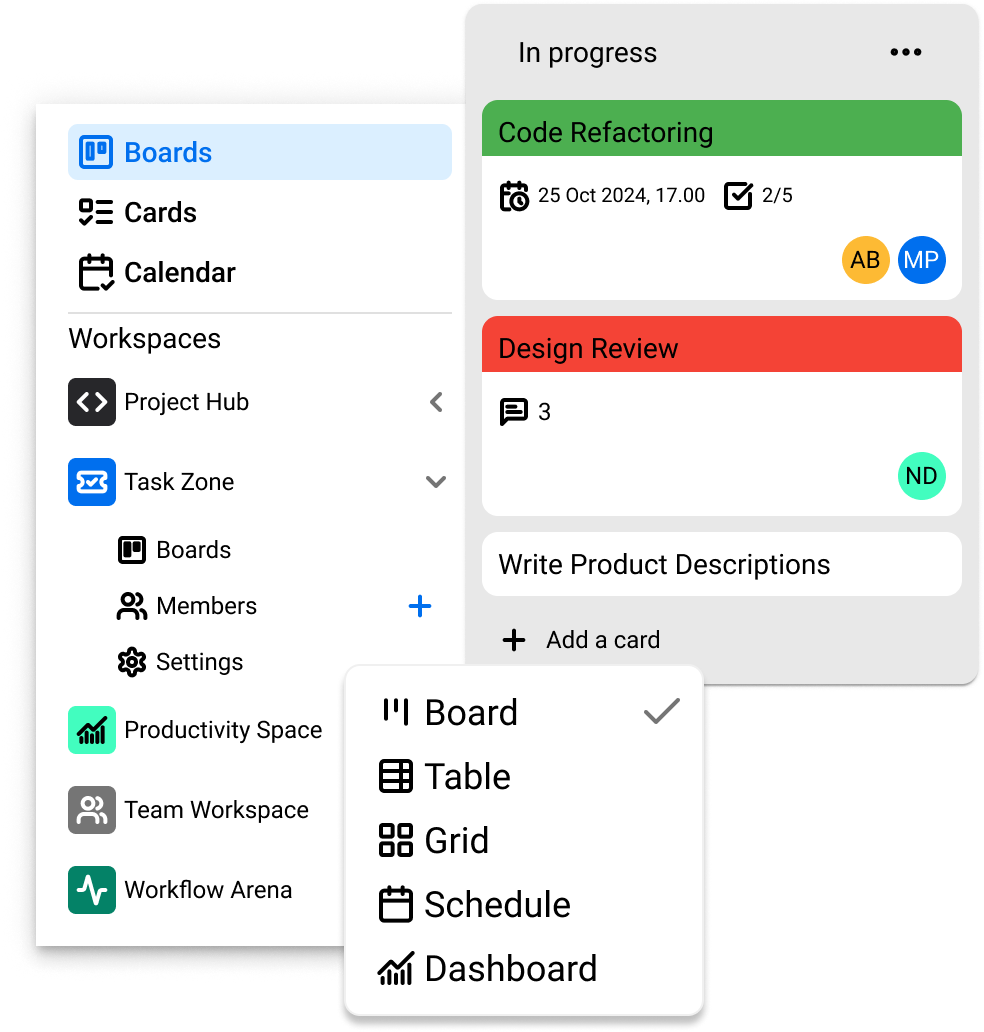 In progress
Code Refactoring
25 Oct 2024, 17.00 2/5
AB MP
Design Review
3
ND
Write Product Descriptions
Add a card
Boards
Cards
Calendar
Workspaces
Project Hub
Task Zone
Boards
Members
Settings
Productivity Space
Team Workspace
Workflow Arena
Board
Table
Grid
Schedule
Dashboard